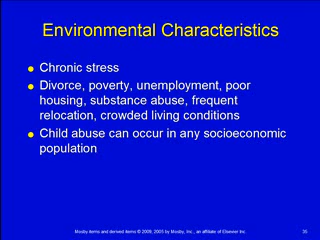 Environmental Characteristics
Chronic stress
Divorce, poverty, unemployment, poor
housing, substance abuse, frequent
relocation, crowded living conditions
Child abuse can occur in any socioeconomic
population
Mosby items and derived items © 2009, 2005 by Mosby, Inc., an affiliate of Elsevier Inc.